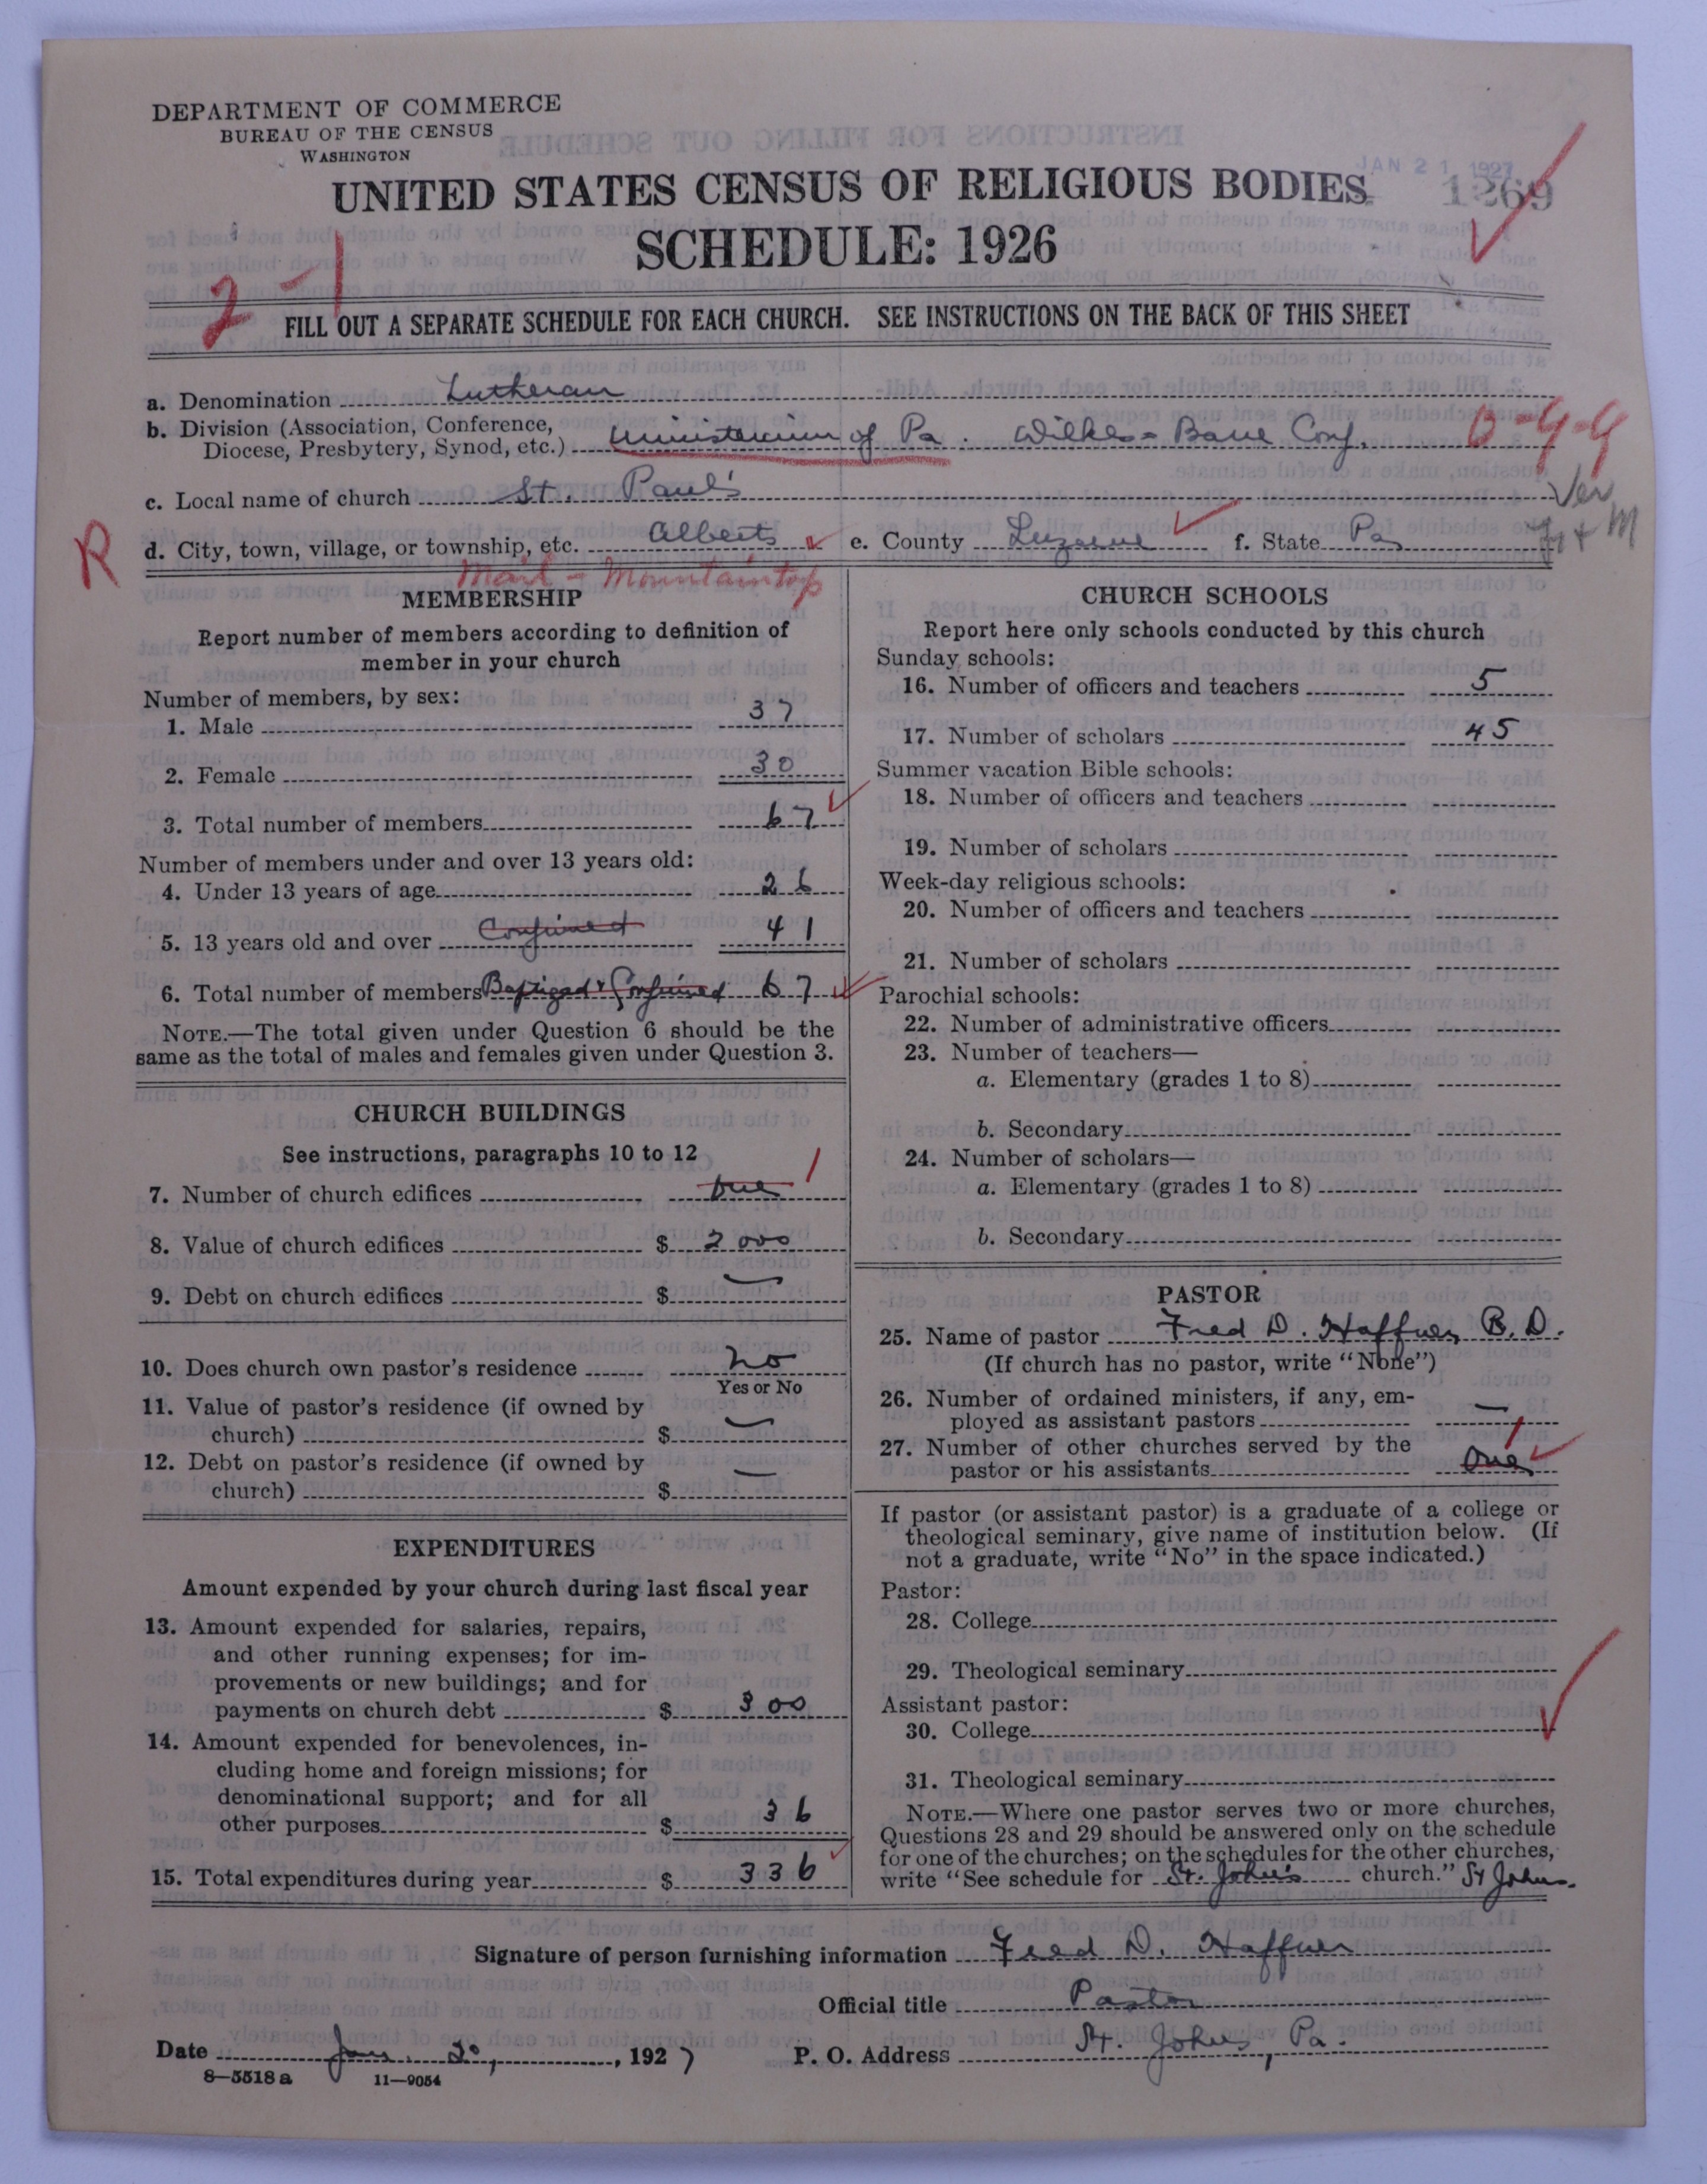 DEPARTMENT OF COMMERCE
BUREAU OF THE CENSUS
WASHINGTON
JAN 21 1927
UNITED STATES CENSUS OF RELIGIOUS BODIES 1269
SCHEDULE: 1926
2-1
FILL OUT A SEPARATE SCHEDULE FOR EACH CHURCH. SEE INSTRUCTIONS ON THE BACK OF THIS SHEET
a. Denomination Lutheran
b. Division (Association, Conference,
Diocese, Presbytery, Synod, etc.) Ministerium of Pa. Wilkes-Barre Conf.
c. Local name of church St. Paul's
R d. City, town, village, or township, etc. Alberts e. County Luzerne f. State Pa
Mail - Mountaintop
MEMBERSHIP
Report number of members according to definition of
member in your church
Number of members, by sex:
1. Male 37
2. Female 30
3. Total number of members 67
Number of members under and over 13 years old:
4. Under 13 years of age 26
5. 13 years old and over Confirmed 41
6. Total number of members Baptized & Confirmed 67
NOTE.—The total given under Question 6 should be the
same as the total of males and females given under Question 3.
CHURCH BUILDINGS
See instructions, paragraphs 10 to 12
7. Number of church edifices One 1
8. Value of church edifices $ 2000
9. Debt on church edifices $ —
10. Does church own pastor's residence no
Yes or No
11. Value of pastor's residence (if owned by
church) $ —
12. Debt on pastor's residence (if owned by
church) $ —
EXPENDITURES
Amount expended by your church during last fiscal year
13. Amount expended for salaries, repairs,
and other running expenses; for im-
provements or new buildings; and for
payments on church debt $ 300
14. Amount expended for benevolences, in-
cluding home and foreign missions; for
denominational support; and for all
other purposes $ 36
15. Total expenditures during year $ 336
CHURCH SCHOOLS
Report here only schools conducted by this church
Sunday schools:
16. Number of officers and teachers 5
17. Number of scholars 45
Summer vacation Bible schools:
18. Number of officers and teachers
19. Number of scholars
Week-day religious schools:
20. Number of officers and teachers
21. Number of scholars
Parochial schools:
22. Number of administrative officers
23. Number of teachers—
a. Elementary (grades 1 to 8)
b. Secondary
24. Number of scholars—
a. Elementary (grades 1 to 8)
b. Secondary
PASTOR
25. Name of pastor Fred D. Haffner B.D.
(If church has no pastor, write "None")
26. Number of ordained ministers, if any, em-
ployed as assistant pastors —
27. Number of other churches served by the
pastor or his assistants One 1
If pastor (or assistant pastor) is a graduate of a college or
theological seminary, give name of institution below. (If
not a graduate, write "No" in the space indicated.)
Pastor:
28. College
29. Theological seminary
Assistant pastor:
30. College
31. Theological seminary
NOTE.—Where one pastor serves two or more churches,
Questions 28 and 29 should be answered only on the schedule
for one of the churches; on the schedules for the other churches,
write "See schedule for St. John's church." St Johns
Signature of person furnishing information Fred D. Haffner
Official title Pastor
Date Jan. 20, 1927 P. O. Address St. Johns, Pa.
8—5518 a 11—9054